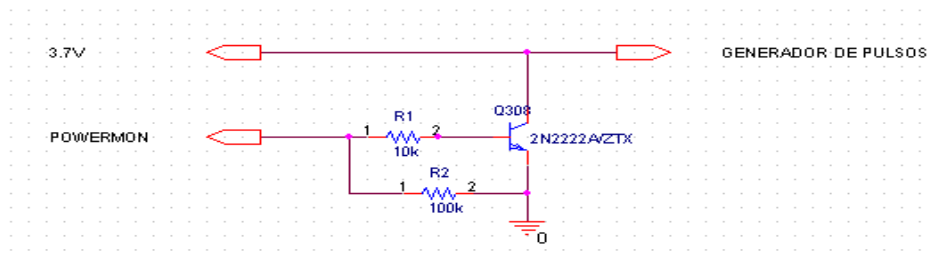 3.7V
GENERADOR DE PULSOS
Q308
R1
POWERMON
1
2
2N2222A/ZTX
10k
R2
1
2
100k
0